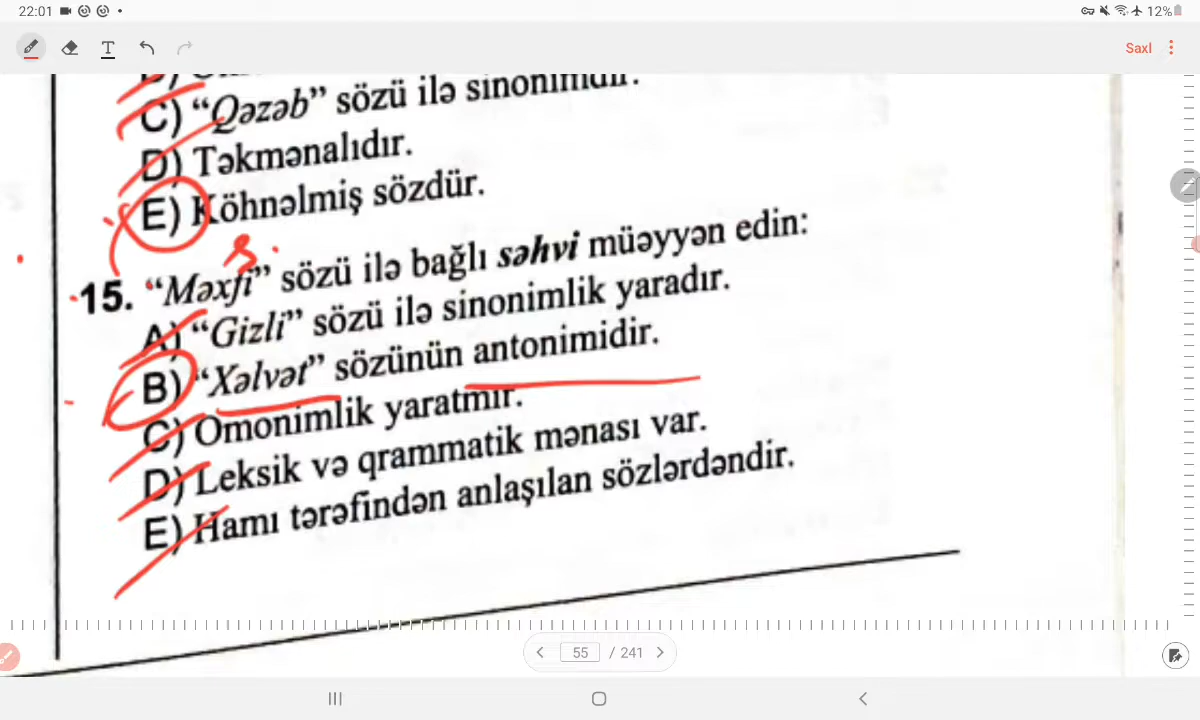 22:01
12%
T
Saxl
C) “Qəzəb” sözü ilə sinonimdir.
D) Təkmənalıdır.
E) Köhnəlmiş sözdür.
15. “Məxfi” sözü ilə bağlı səhvi müəyyən edin:
A) “Gizli” sözü ilə sinonimlik yaradır.
B) “Xəlvət” sözünün antonimidir.
C) Omonimlik yaratmır.
D) Leksik və qrammatik mənası var.
E) Hamı tərəfindən anlaşılan sözlərdəndir.
55 / 241